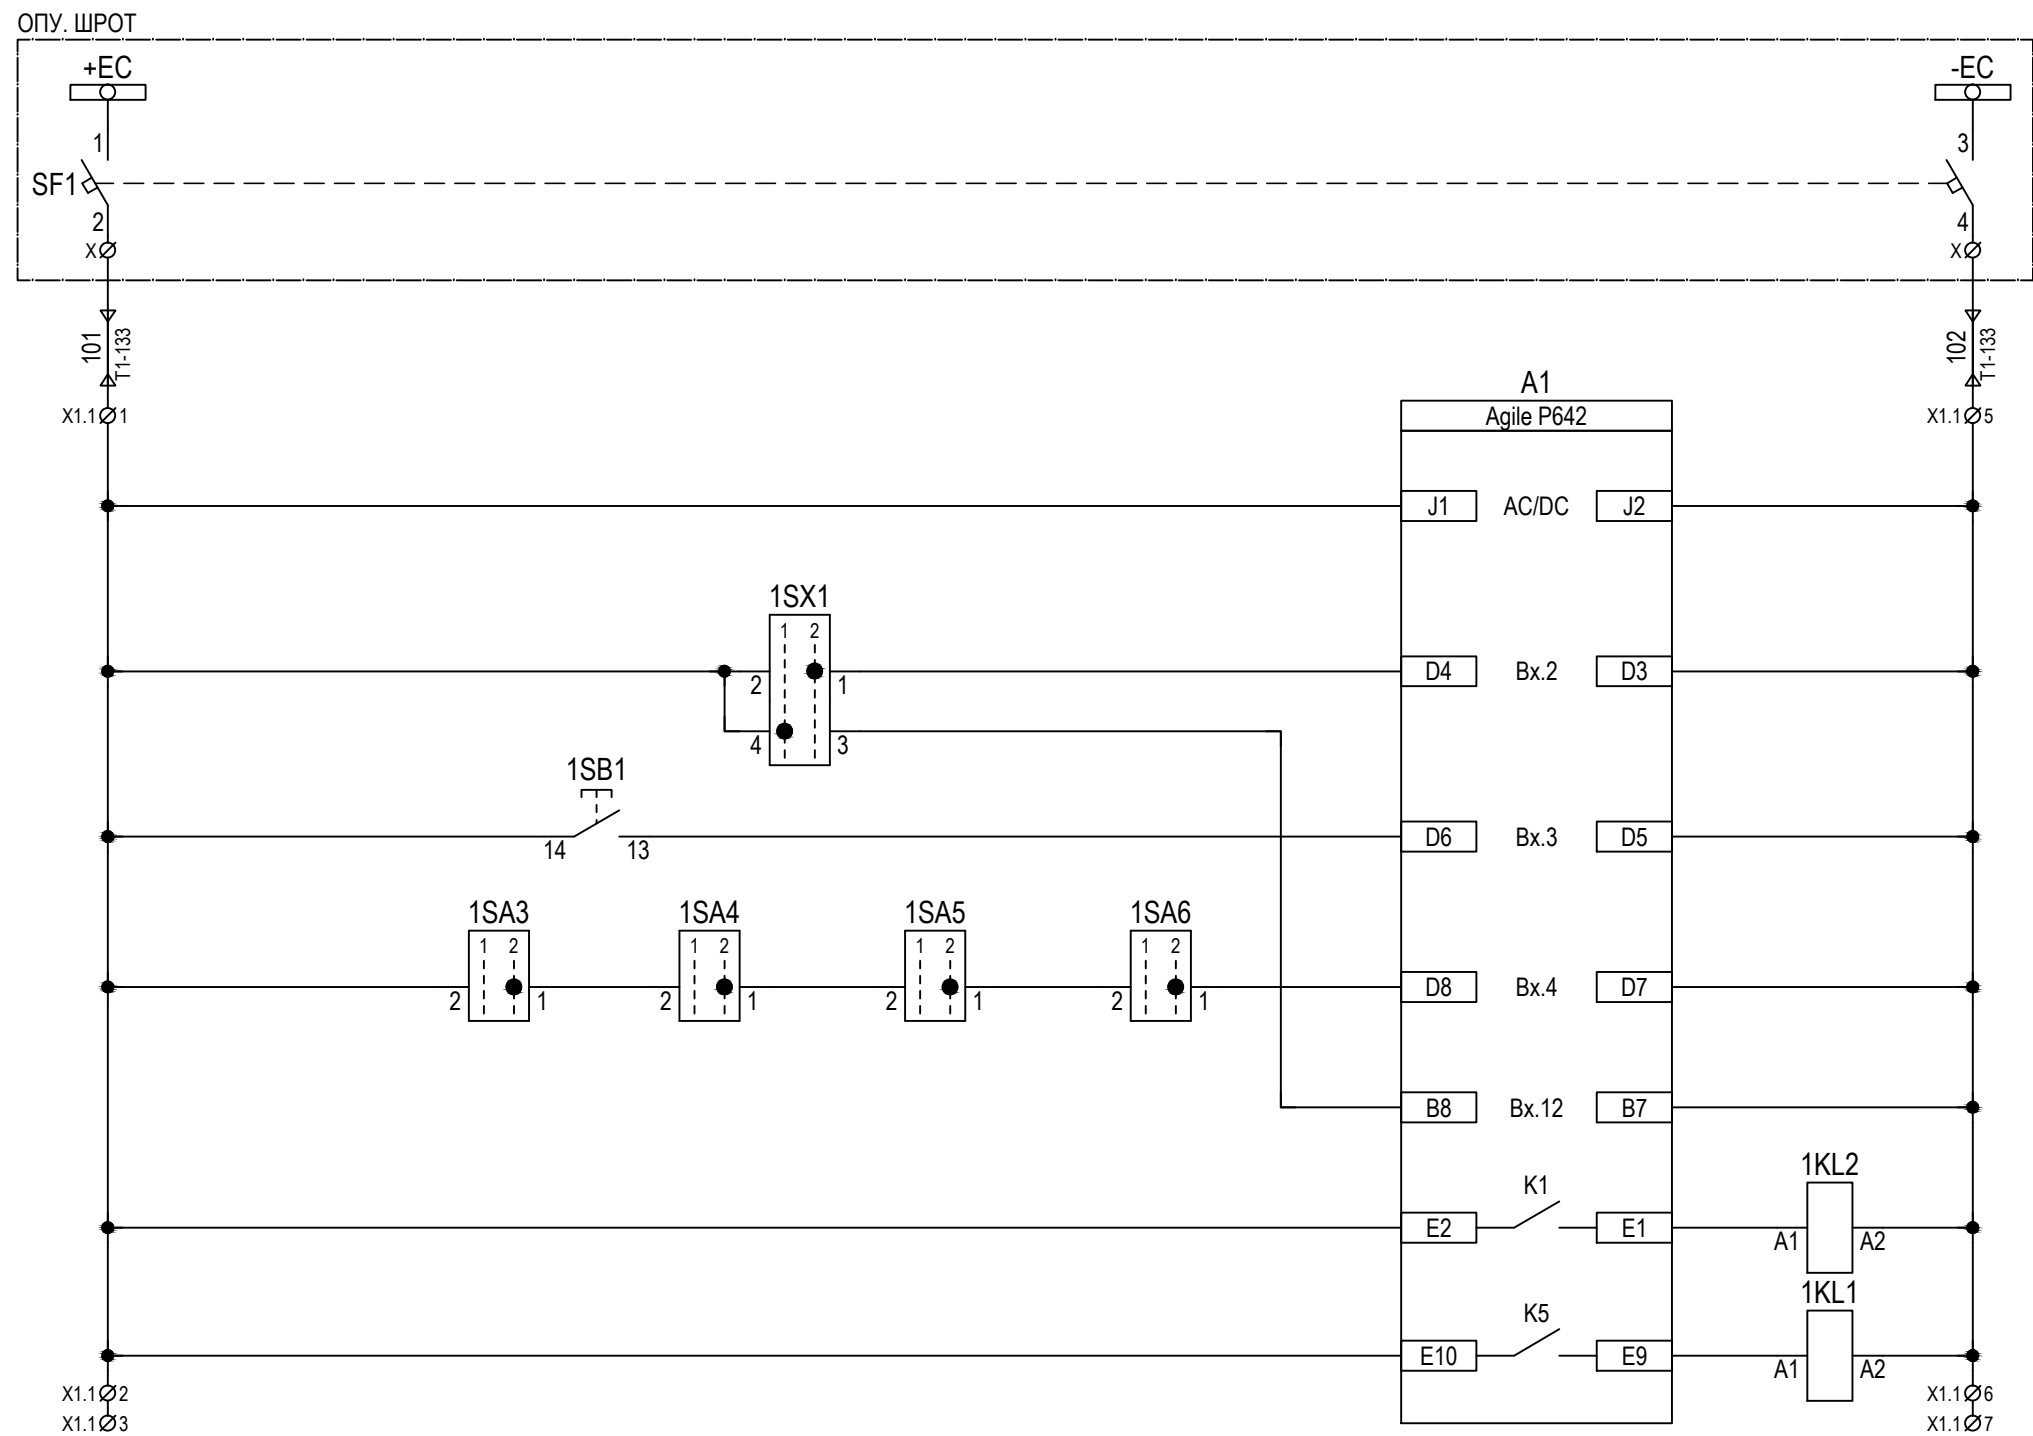 ОПУ. ШРОТ
+EC -EC
1 3
SF1
2 4
X X
101 T1-133 102 T1-133
X1.1 1 X1.1 5
A1
Agile P642
J1 AC/DC J2
1SX1
1 2
2 1 D4 Вх.2 D3
4 3
1SB1
14 13 D6 Вх.3 D5
1SA3 1SA4 1SA5 1SA6
1 2 1 2 1 2 1 2
2 1 2 1 2 1 2 1 D8 Вх.4 D7
B8 Вх.12 B7
1KL2
K1
E2 E1 A1 A2
1KL1
K5
E10 E9 A1 A2
X1.1 2 X1.1 6
X1.1 3 X1.1 7